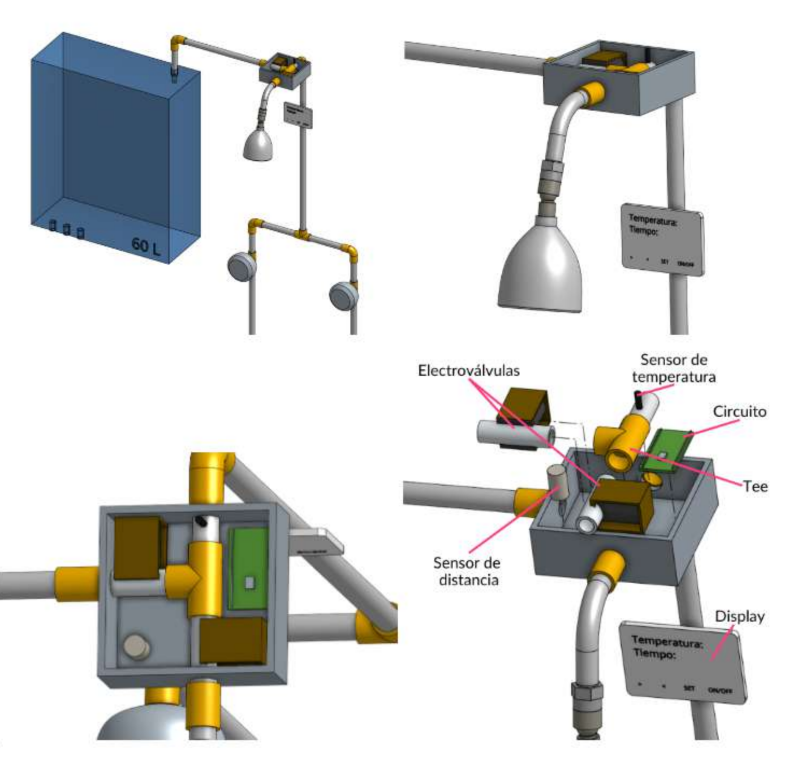 60 L
Temperatura:
Tiempo:
SET ON/OFF
Electroválvulas
Sensor de
temperatura
Circuito
Tee
Sensor de
distancia
Display
Temperatura:
Tiempo:
SET ON/OFF